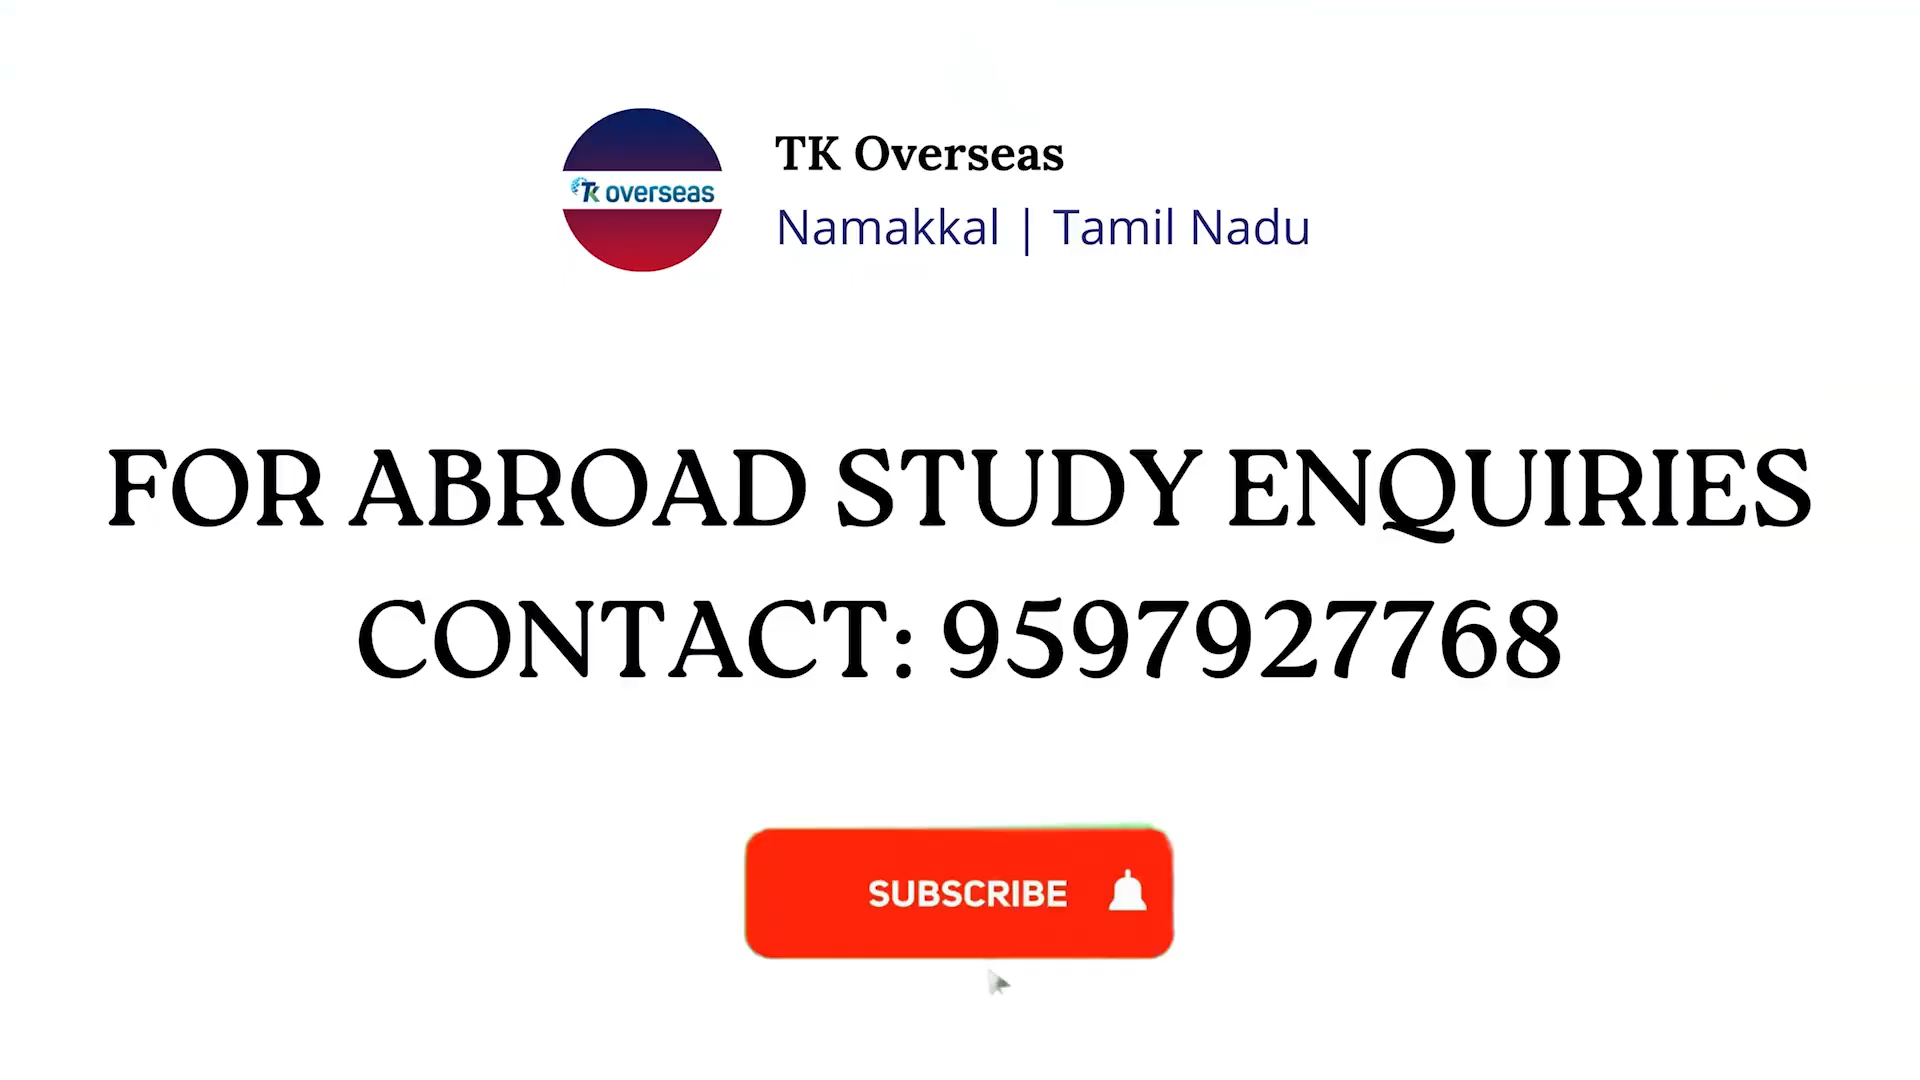 TK overseas
TK Overseas
Namakkal | Tamil Nadu
FOR ABROAD STUDY ENQUIRIES
CONTACT: 9597927768
SUBSCRIBE